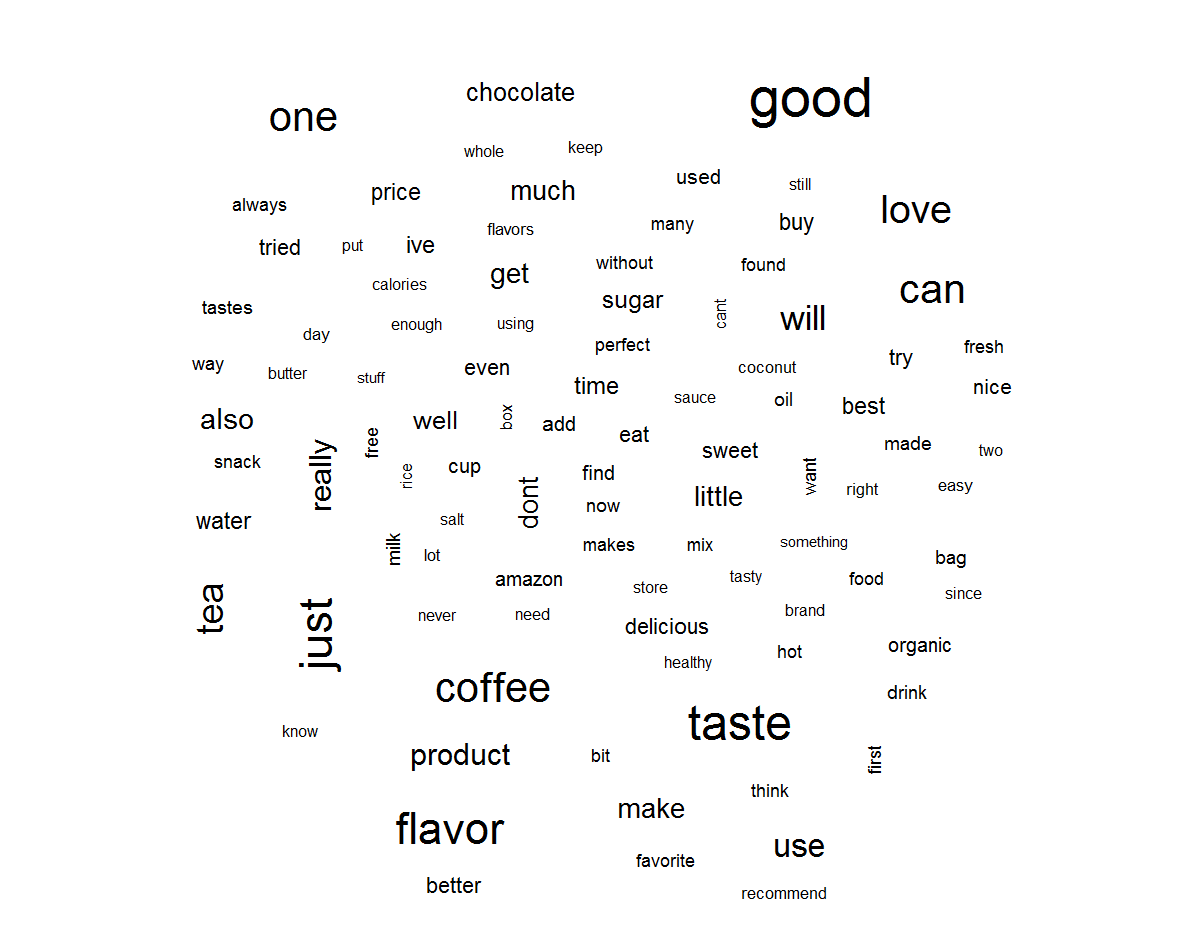 good
chocolate
one
whole
keep
used
still
always
price
much
love
flavors
many
buy
tried
put
ive
without
found
get
calories
sugar
can
tastes
cant
will
day
enough
using
perfect
fresh
way
butter
stuff
even
coconut
try
time
sauce
oil
nice
also
well
box
add
best
eat
free
sweet
made
two
snack
really
rice
cup
find
want
right
easy
dont
little
now
water
salt
milk
lot
makes
mix
something
bag
amazon
store
tasty
food
since
tea
just
never
need
brand
delicious
healthy
hot
organic
coffee
drink
taste
know
product
bit
first
think
flavor
make
use
favorite
better
recommend